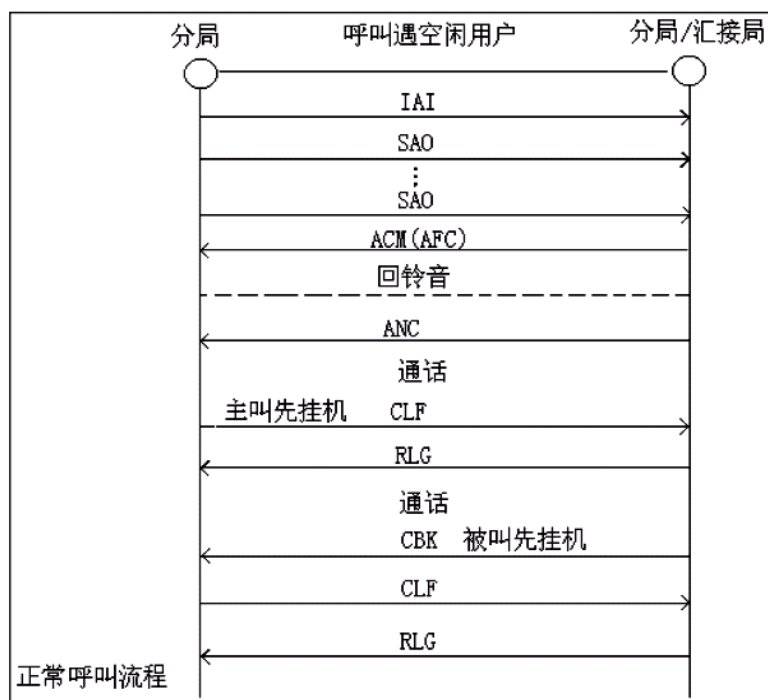 分局 呼叫遇空闲用户 分局/汇接局
IAI
SAO
⋮
SAO
ACM(AFC)
回铃音
ANC
通话
主叫先挂机 CLF
RLG
通话
CBK 被叫先挂机
CLF
RLG
正常呼叫流程